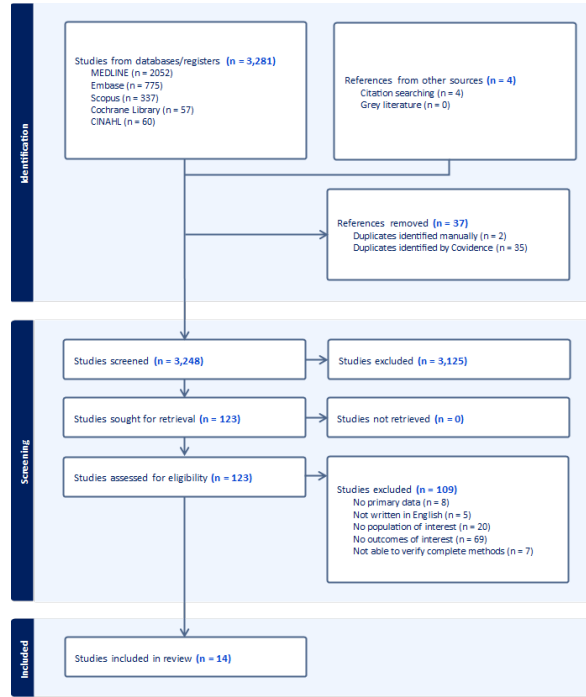 Identification
Studies from databases/registers (n = 3,281)
MEDLINE (n = 2052)
Embase (n = 775)
Scopus (n = 337)
Cochrane Library (n = 57)
CINAHL (n = 60)
References from other sources (n = 4)
Citation searching (n = 4)
Grey literature (n = 0)
References removed (n = 37)
Duplicates identified manually (n = 2)
Duplicates identified by Covidence (n = 35)
Screening
Studies screened (n = 3,248)
Studies excluded (n = 3,125)
Studies sought for retrieval (n = 123)
Studies not retrieved (n = 0)
Studies assessed for eligibility (n = 123)
Studies excluded (n = 109)
No primary data (n = 8)
Not written in English (n = 5)
No population of interest (n = 20)
No outcomes of interest (n = 69)
Not able to verify complete methods (n = 7)
Included
Studies included in review (n = 14)